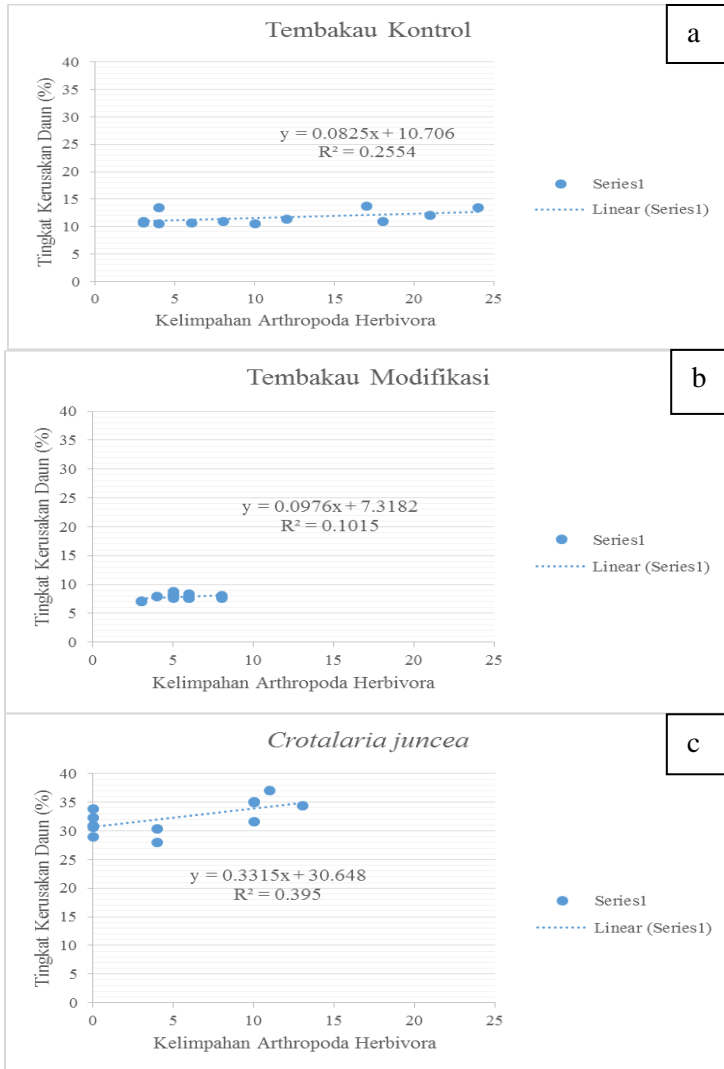 Tembakau Kontrol
a
40
35
30
25
20
15
10
5
0
Tingkat Kerusakan Daun (%)
y = 0.0825x + 10.706
R² = 0.2554
Series1
Linear (Series1)
0 5 10 15 20 25
Kelimpahan Arthropoda Herbivora
Tembakau Modifikasi
b
40
35
30
25
20
15
10
5
0
Tingkat Kerusakan Daun (%)
y = 0.0976x + 7.3182
R² = 0.1015
Series1
Linear (Series1)
0 5 10 15 20 25
Kelimpahan Arthropoda Herbivora
Crotalaria juncea
c
40
35
30
25
20
15
10
5
0
Tingkat Kerusakan Daun (%)
y = 0.3315x + 30.648
R² = 0.395
Series1
Linear (Series1)
0 5 10 15 20 25
Kelimpahan Arthropoda Herbivora